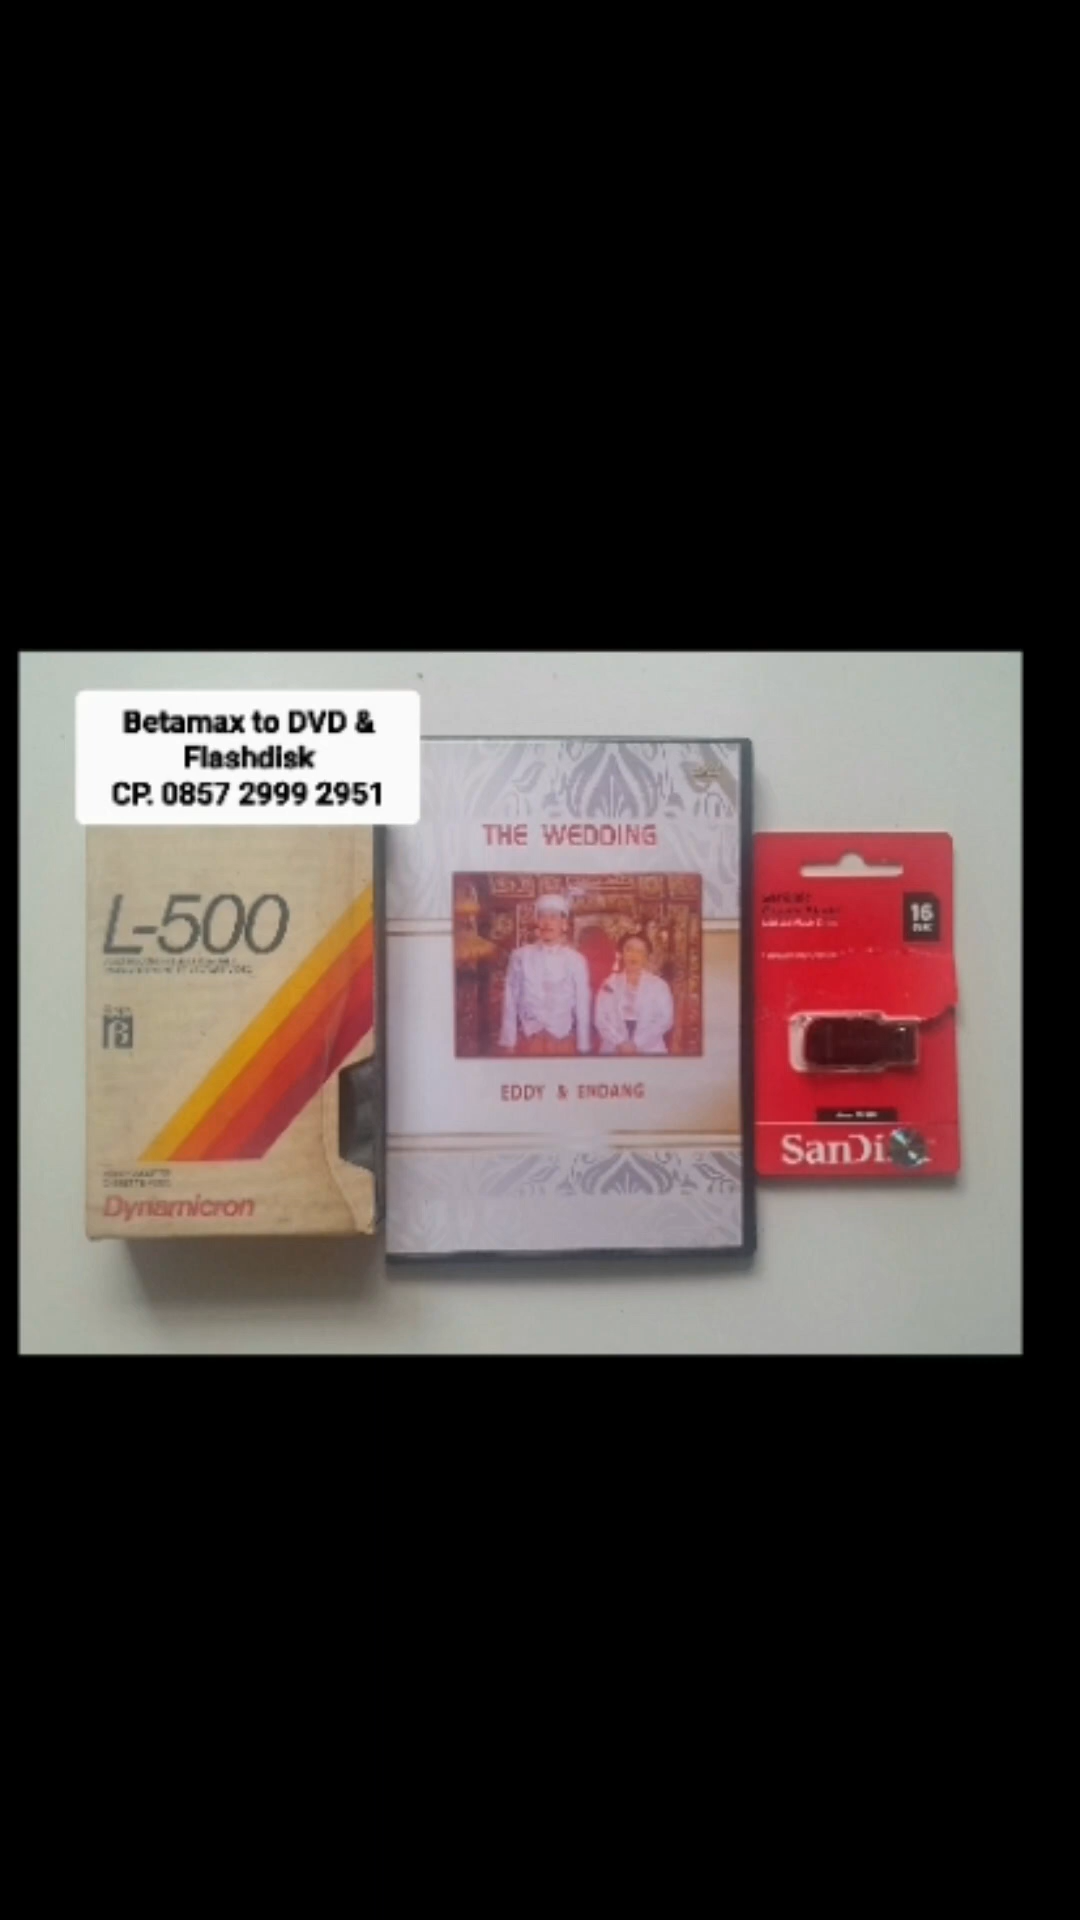 Betamax to DVD &
Flashdisk
CP. 0857 2999 2951
L-500
Dynamicron
THE WEDDING
EDDY & ENDANG
16
SanDi